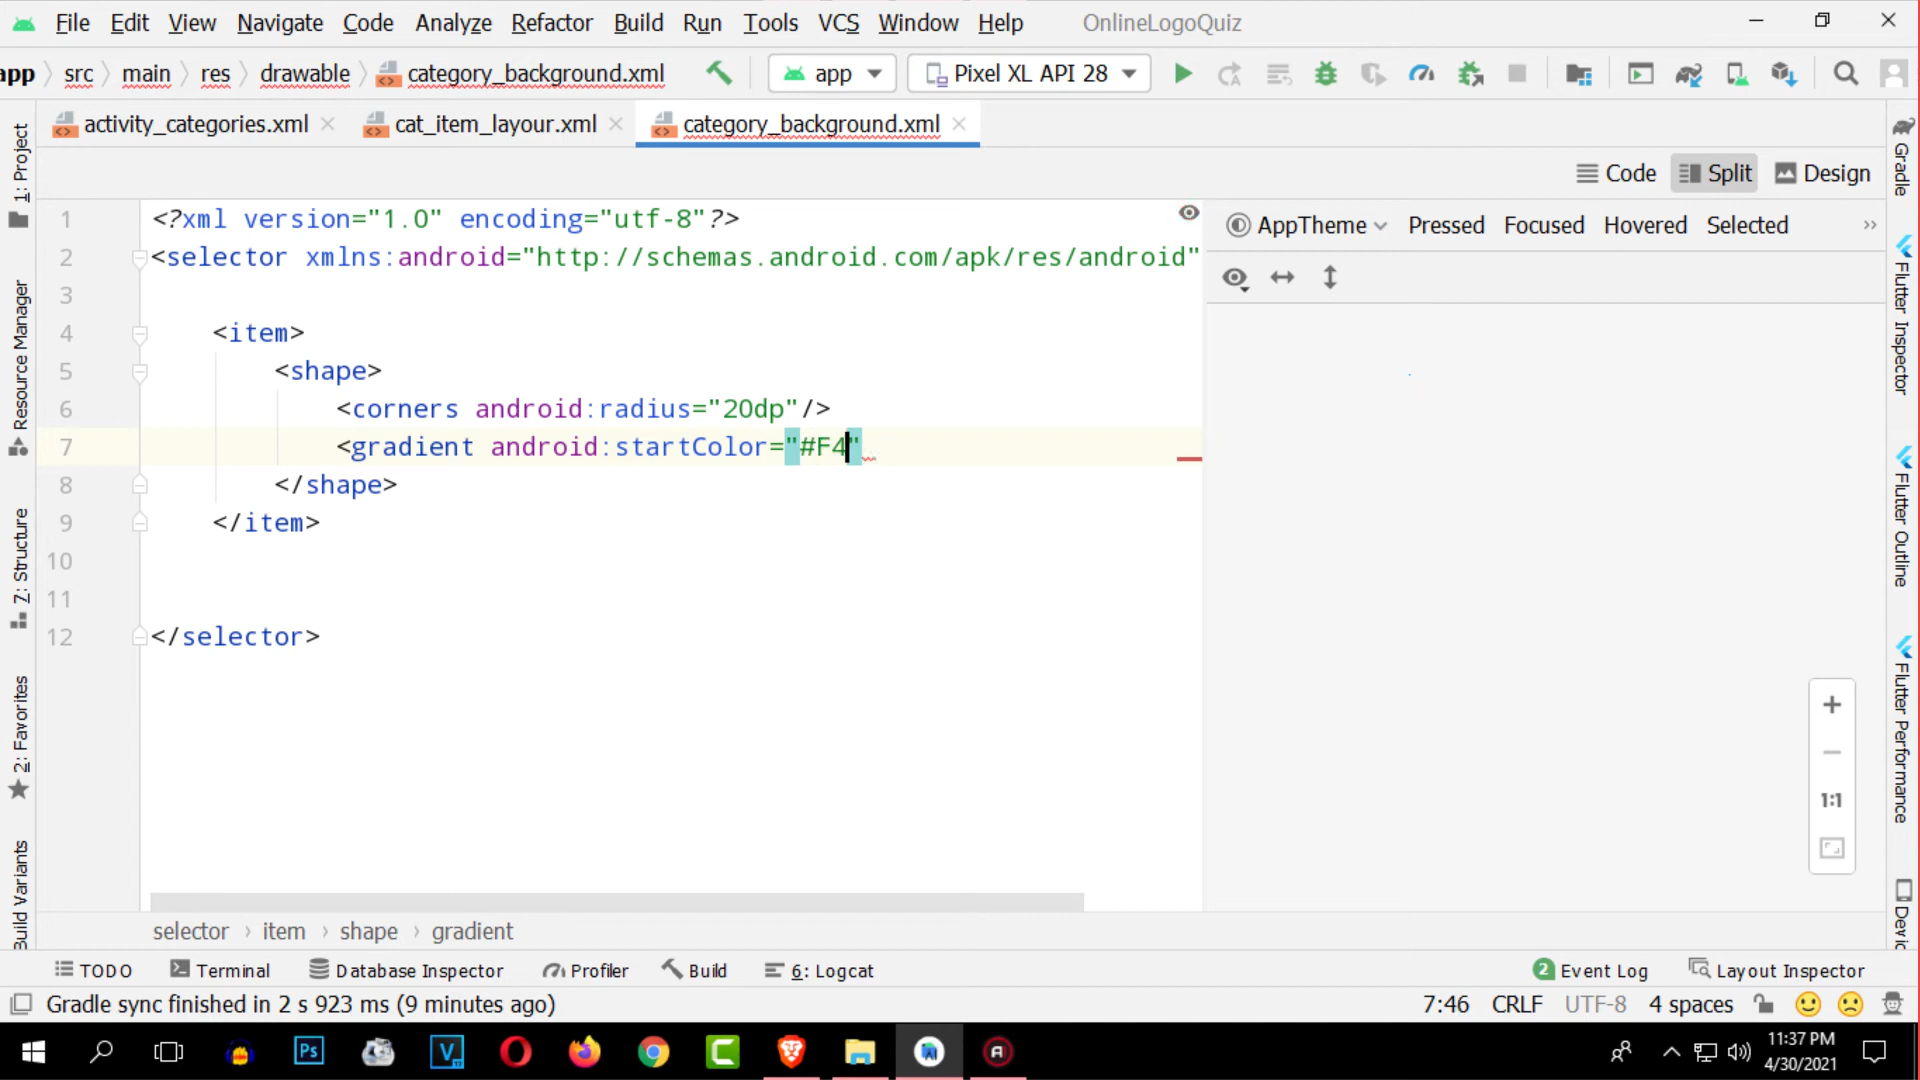 File Edit View Navigate Code Analyze Refactor Build Run Tools VCS Window Help OnlineLogoQuiz
app src main res drawable category_background.xml app Pixel XL API 28
activity_categories.xml cat_item_layour.xml category_background.xml
Code Split Design
1 <?xml version="1.0" encoding="utf-8"?>
2 <selector xmlns:android="http://schemas.android.com/apk/res/android"
3
4 <item>
5 <shape>
6 <corners android:radius="20dp"/>
7 <gradient android:startColor="#F4"
8 </shape>
9 </item>
10
11
12 </selector>
AppTheme Pressed Focused Hovered Selected
1:1
1: Project
Resource Manager
7: Structure
2: Favorites
Build Variants
Gradle
Flutter Inspector
Flutter Outline
Flutter Performance
selector item shape gradient
TODO Terminal Database Inspector Profiler Build 6: Logcat 2 Event Log Layout Inspector
Gradle sync finished in 2 s 923 ms (9 minutes ago) 7:46 CRLF UTF-8 4 spaces
Ps V
11:37 PM
4/30/2021